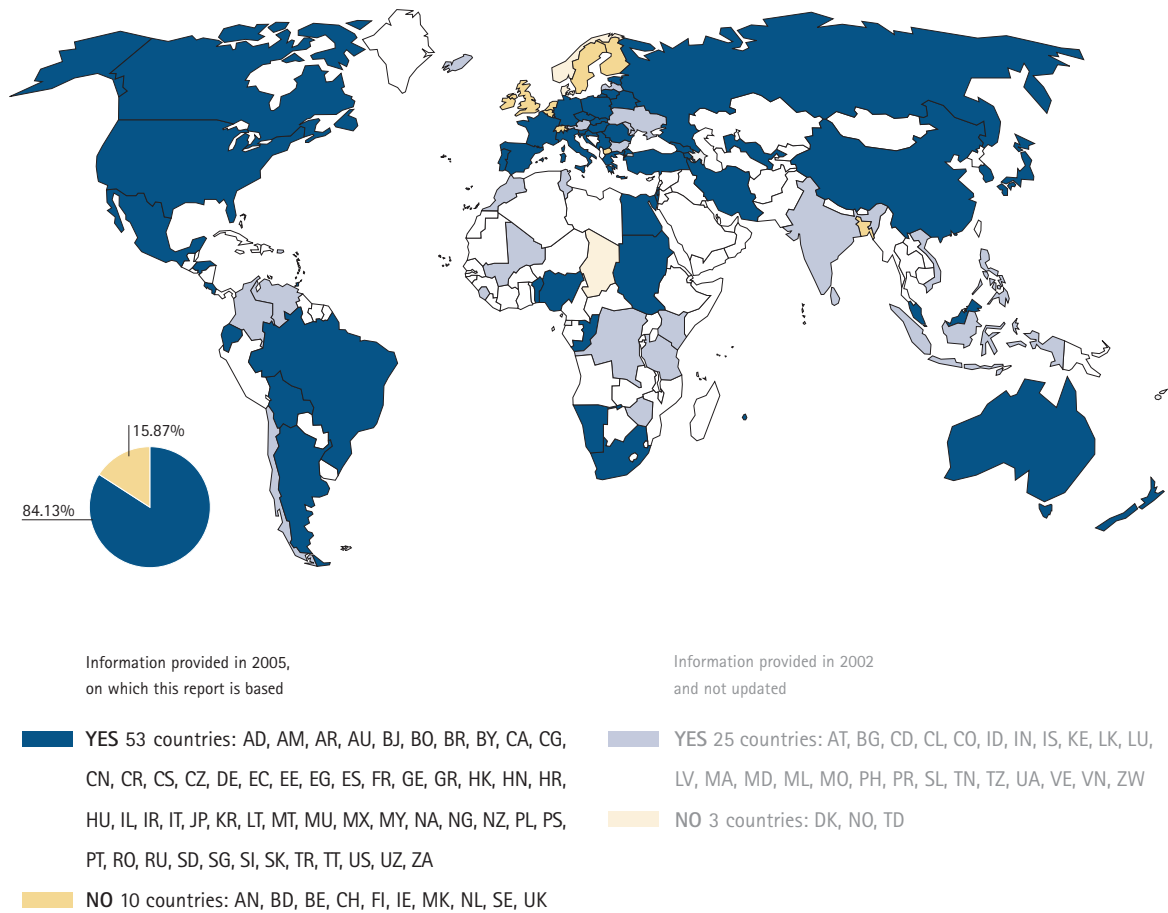 15.87%
84.13%
Information provided in 2005,
on which this report is based
YES 53 countries: AD, AM, AR, AU, BJ, BO, BR, BY, CA, CG,
CN, CR, CS, CZ, DE, EC, EE, EG, ES, FR, GE, GR, HK, HN, HR,
HU, IL, IR, IT, JP, KR, LT, MT, MU, MX, MY, NA, NG, NZ, PL, PS,
PT, RO, RU, SD, SG, SI, SK, TR, TT, US, UZ, ZA
NO 10 countries: AN, BD, BE, CH, FI, IE, MK, NL, SE, UK
Information provided in 2002
and not updated
YES 25 countries: AT, BG, CD, CL, CO, ID, IN, IS, KE, LK, LU,
LV, MA, MD, ML, MO, PH, PR, SL, TN, TZ, UA, VE, VN, ZW
NO 3 countries: DK, NO, TD